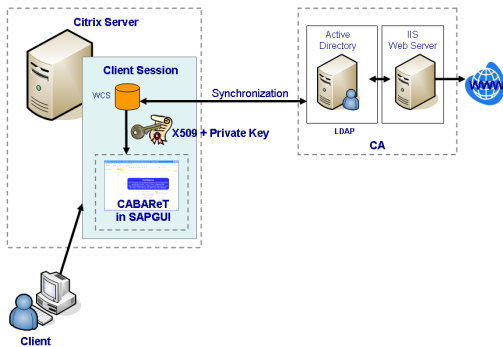 Citrix Server
Client Session
WCS
X509 + Private Key
CABAReT
in SAPGUI
Client
Synchronization
Active
Directory
LDAP
IIS
Web Server
CA
WWW